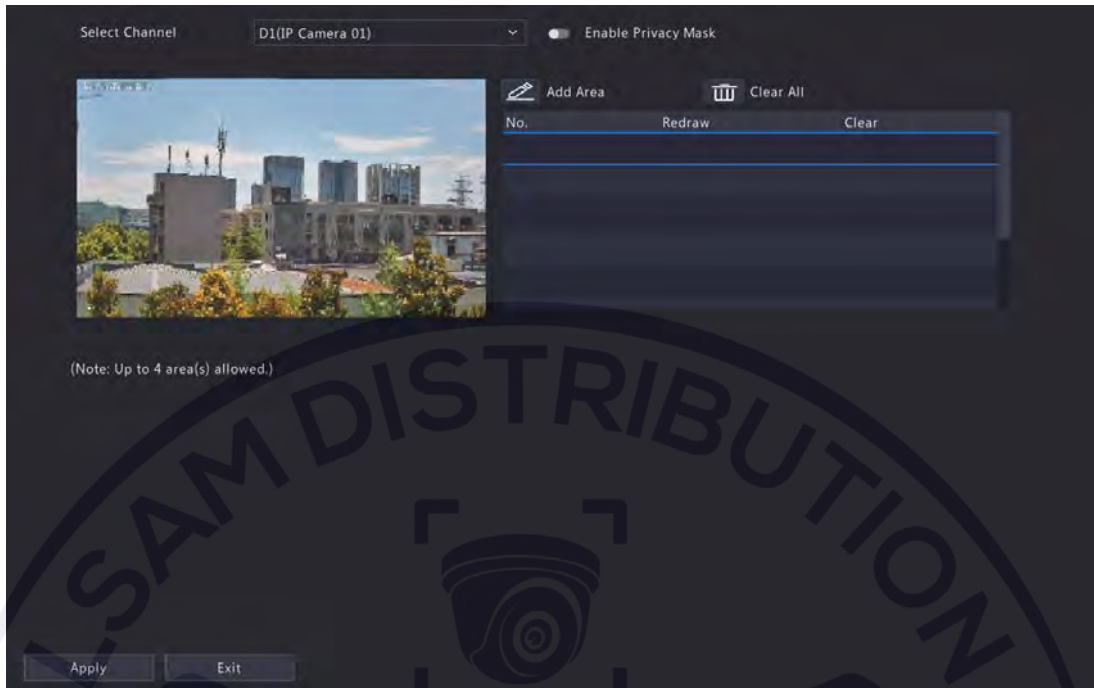 Select Channel D1(IP Camera 01) Enable Privacy Mask
Add Area Clear All
No. Redraw Clear
(Note: Up to 4 area(s) allowed.)
SAM DISTRIBUTION
Apply Exit